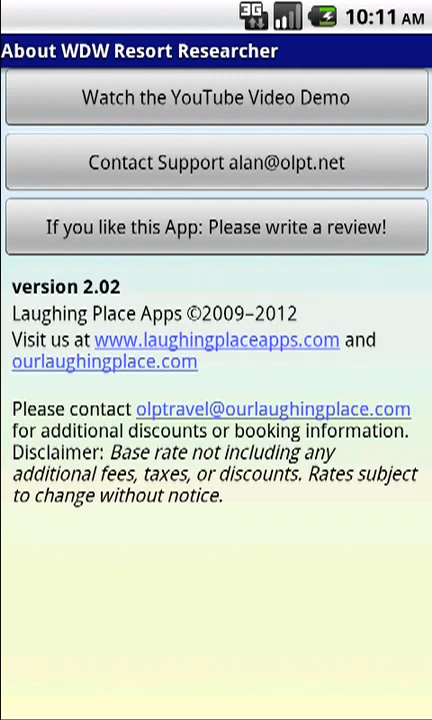 3G
10:11 AM
About WDW Resort Researcher
Watch the YouTube Video Demo
Contact Support alan@olpt.net
If you like this App: Please write a review!
version 2.02
Laughing Place Apps ©2009–2012
Visit us at www.laughingplaceapps.com and
ourlaughingplace.com
Please contact olptravel@ourlaughingplace.com
for additional discounts or booking information.
Disclaimer: Base rate not including any
additional fees, taxes, or discounts. Rates subject
to change without notice.